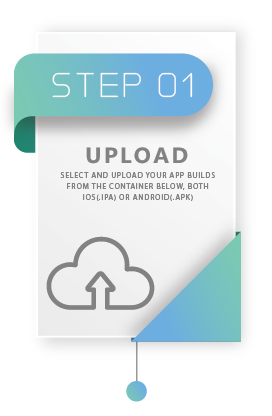 STEP 01
UPLOAD
SELECT AND UPLOAD YOUR APP BUILDS
FROM THE CONTAINER BELOW, BOTH
IOS(.IPA) OR ANDROID(.APK)